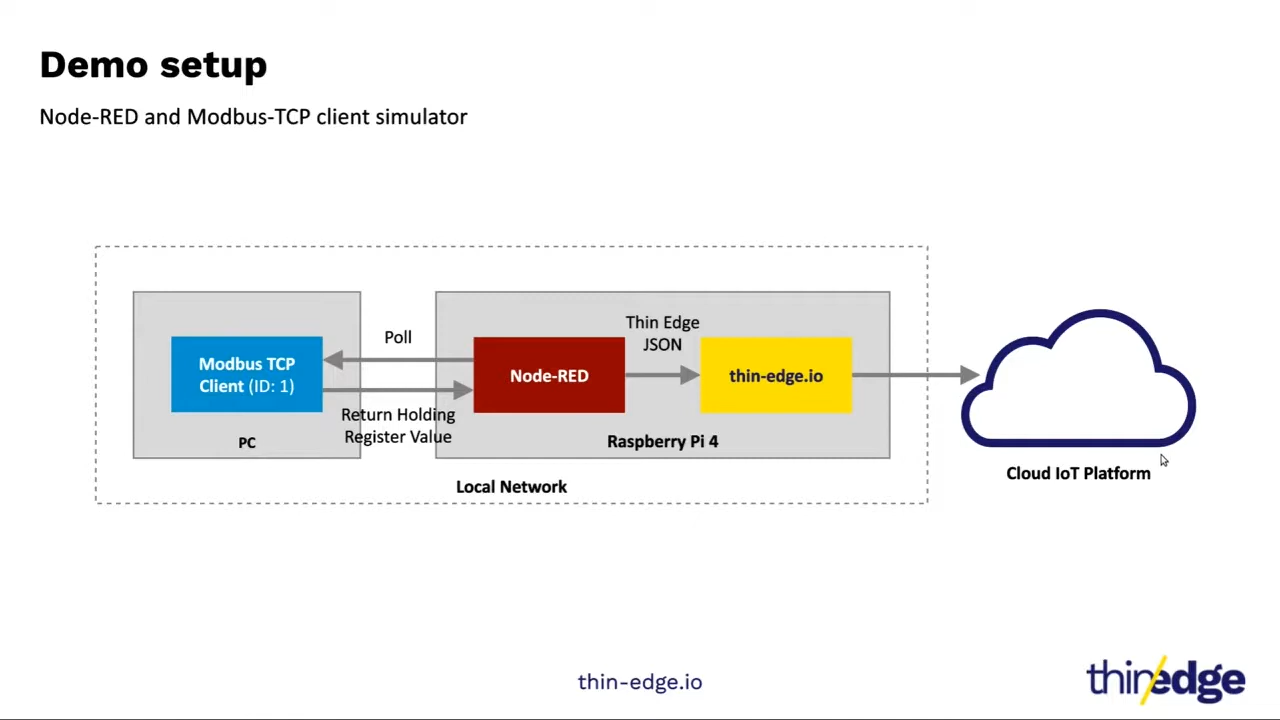 Demo setup
Node-RED and Modbus-TCP client simulator
Poll
Thin Edge
JSON
Modbus TCP
Client (ID: 1)
Node-RED
thin-edge.io
Return Holding
Register Value
PC
Raspberry Pi 4
Local Network
Cloud IoT Platform
thin-edge.io
thin/edge